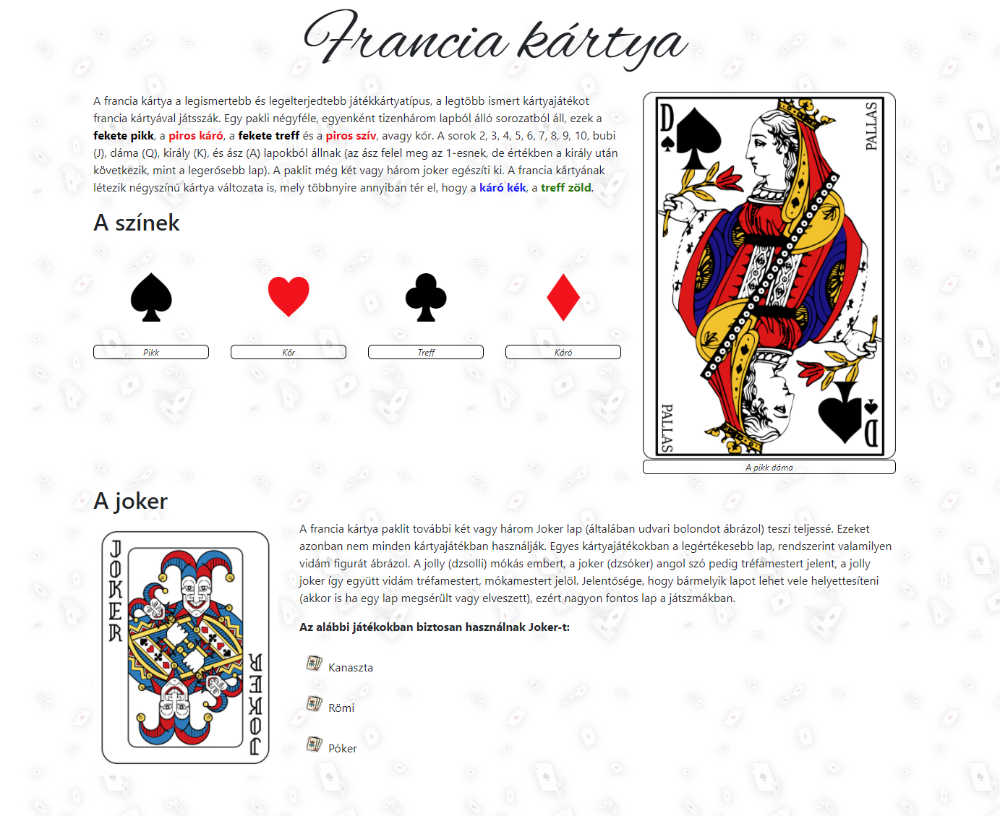 Francia kártya
A francia kártya a legismertebb és legelterjedtebb játékkártyatípus, a legtöbb ismert kártyajátékot
francia kártyával játsszák. Egy pakli négyféle, egyenként tizenhárom lapból álló sorozatból áll, ezek a
fekete pikk, a piros káró, a fekete treff és a piros szív, avagy kőr. A sorok 2, 3, 4, 5, 6, 7, 8, 9, 10, bubi
(J), dáma (Q), király (K), és ász (A) lapokból állnak (az ász felel meg az 1-esnek, de értékben a király után
következik, mint a legerősebb lap). A paklit még két vagy három joker egészíti ki. A francia kártyának
létezik négyszínű kártya változata is, mely többnyire annyiban tér el, hogy a káró kék, a treff zöld.
A színek
Pikk
Kőr
Treff
Káró
D
PALLAS
PALLAS
D
A pikk dáma
A joker
JOKER
JOKER
A francia kártya paklit további két vagy három Joker lap (általában udvari bolondot ábrázol) teszi teljessé. Ezeket
azonban nem minden kártyajátékban használják. Egyes kártyajátékokban a legértékesebb lap, rendszerint valamilyen
vidám figurát ábrázol. A jolly (dzsolli) mókás embert, a joker (dzsóker) angol szó pedig tréfamestert jelent, a jolly
joker így együtt vidám tréfamestert, mókamestert jelöl. Jelentősége, hogy bármelyik lapot lehet vele helyettesíteni
(akkor is ha egy lap megsérült vagy elveszett), ezért nagyon fontos lap a játszmákban.
Az alábbi játékokban biztosan használnak Joker-t:
Kanaszta
Römi
Póker